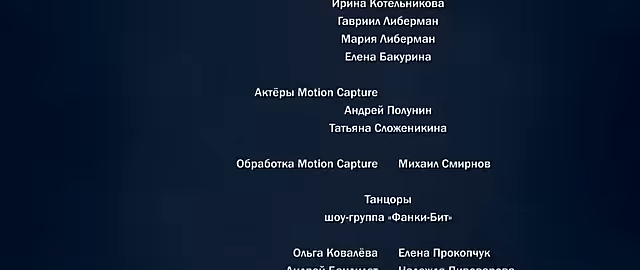 Ирина Котельникова
Гавриил Либерман
Мария Либерман
Елена Бакурина
Актёры Motion Capture
Андрей Полунин
Татьяна Сложеникина
Обработка Motion Capture Михаил Смирнов
Танцоры
шоу-группа «Фанки-Бит»
Ольга Ковалёва Елена Прокопчук